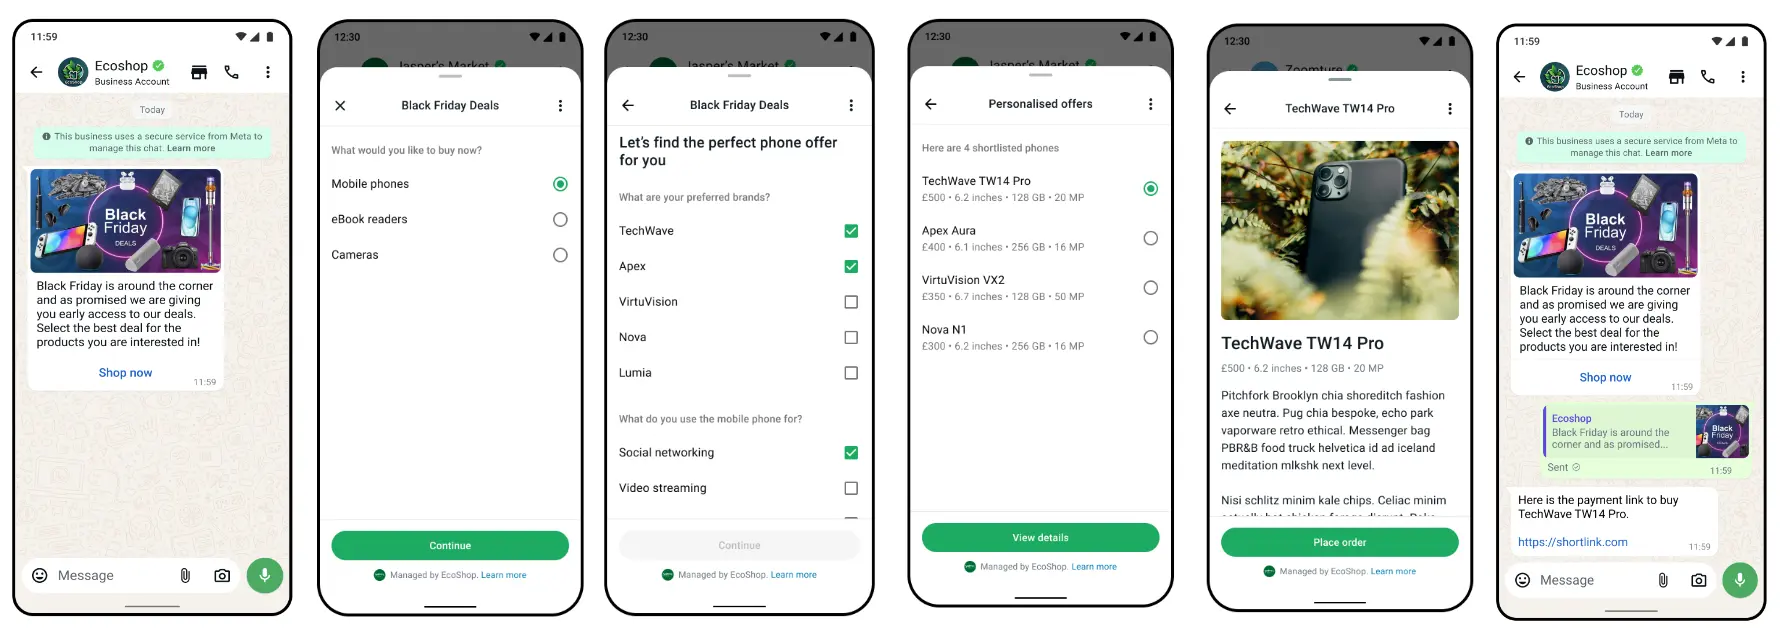 11:59
Ecoshop
Business Account
Today
This business uses a secure service from Meta to
manage this chat. Learn more
Black
Friday
DEALS
Black Friday is around the corner
and as promised we are giving
you early access to our deals.
Select the best deal for the
products you are interested in!
Shop now
11:59
Message
12:30
Jasper's Market
Black Friday Deals
What would you like to buy now?
Mobile phones
eBook readers
Cameras
Continue
Managed by EcoShop. Learn more
12:30
Jasper's Market
Black Friday Deals
Let's find the perfect phone offer
for you
What are your preferred brands?
TechWave
Apex
VirtuVision
Nova
Lumia
What do you use the mobile phone for?
Social networking
Video streaming
Continue
Managed by EcoShop. Learn more
12:30
Jasper's Market
Personalised offers
Here are 4 shortlisted phones
TechWave TW14 Pro
£500 • 6.2 inches • 128 GB • 20 MP
Apex Aura
£400 • 6.1 inches • 256 GB • 16 MP
VirtuVision VX2
£350 • 6.7 inches • 128 GB • 50 MP
Nova N1
£300 • 6.2 inches • 256 GB • 16 MP
View details
Managed by EcoShop. Learn more
12:30
Zoomture
TechWave TW14 Pro
TechWave TW14 Pro
£500 • 6.2 inches • 128 GB • 20 MP
Pitchfork Brooklyn chia shoreditch fashion
axe neutra. Pug chia bespoke, echo park
vaporware retro ethical. Messenger bag
PBR&B food truck helvetica id ad iceland
meditation mlkshk next level.
Nisi schlitz minim kale chips. Celiac minim
Place order
Managed by EcoShop. Learn more
11:59
Ecoshop
Business Account
Today
This business uses a secure service from Meta to
manage this chat. Learn more
Black
Friday
DEALS
Black Friday is around the corner
and as promised we are giving
you early access to our deals.
Select the best deal for the
products you are interested in!
Shop now
11:59
Ecoshop
Black Friday is around the
corner and as promised...
Black
Friday
Sent
11:59
Here is the payment link to buy
TechWave TW14 Pro.
https://shortlink.com
11:59
Message